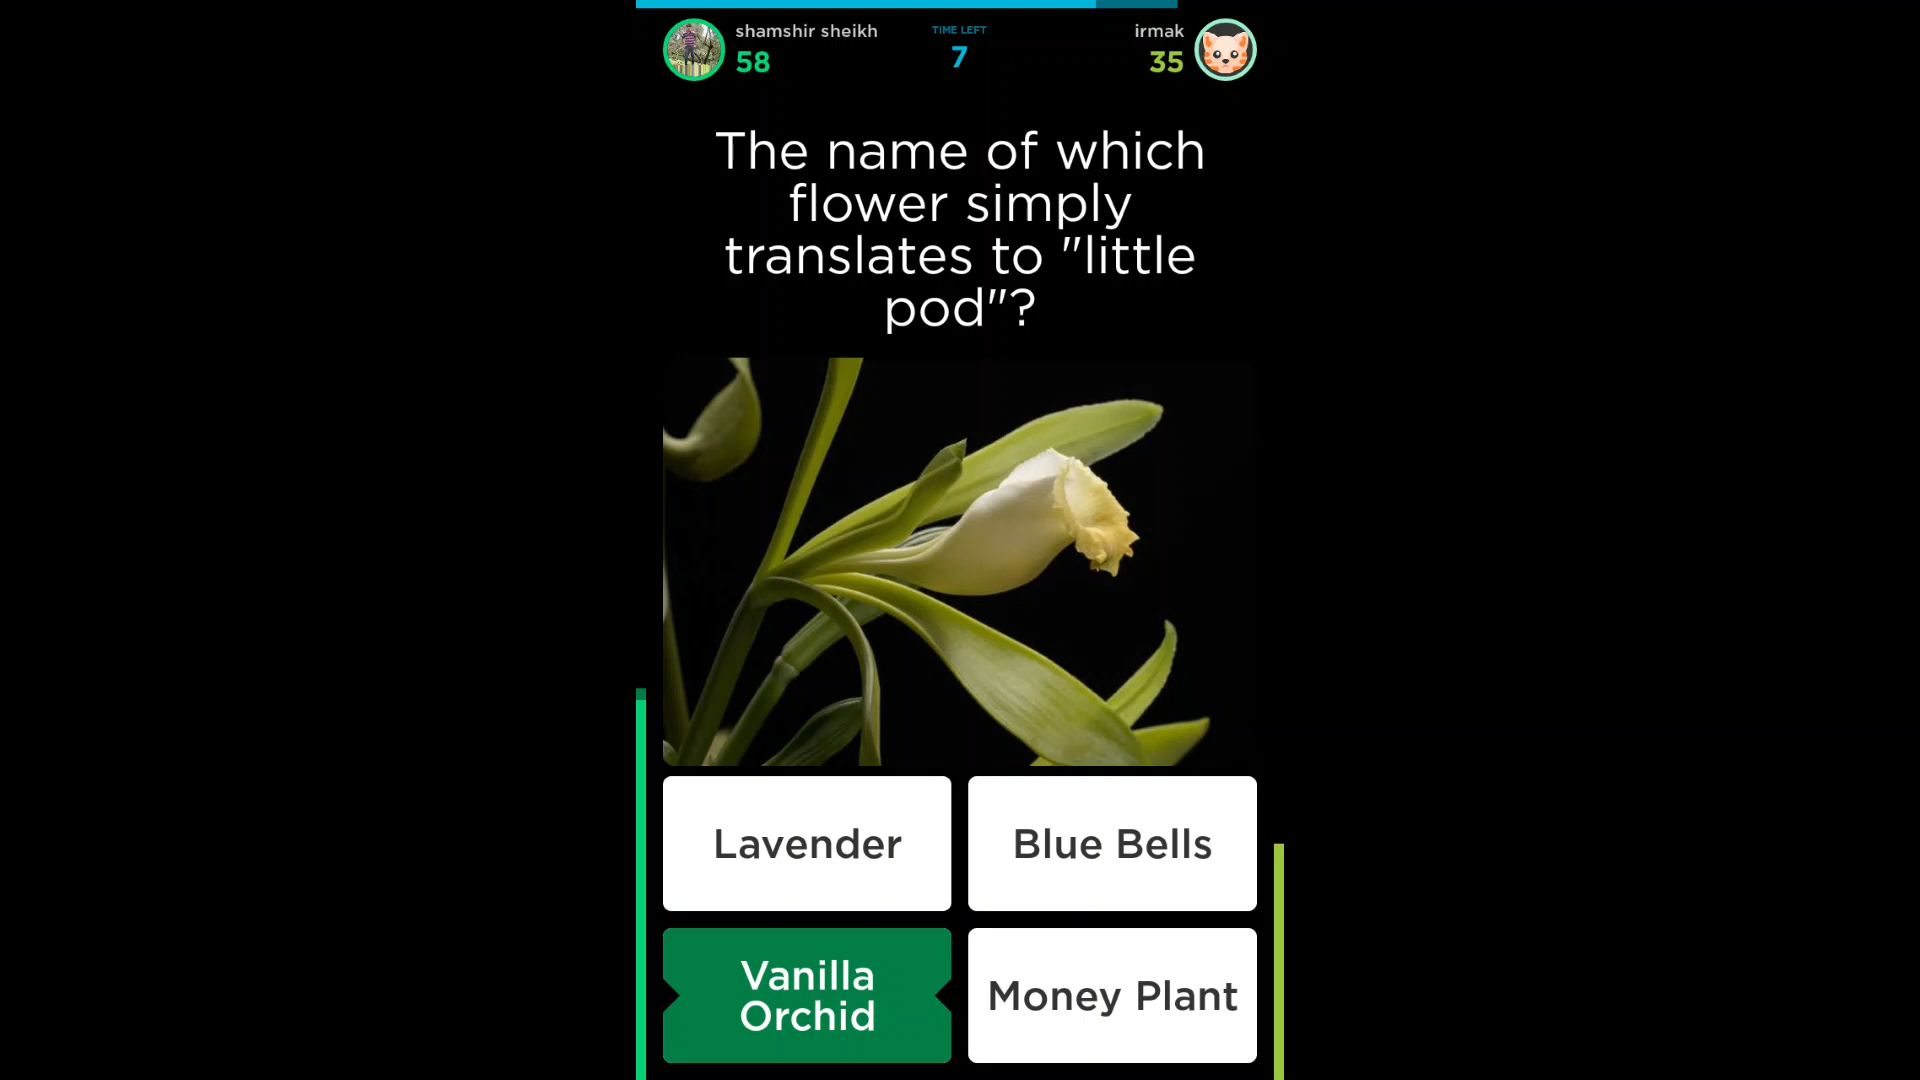 shamshir sheikh
58
TIME LEFT
7
irmak
35
The name of which
flower simply
translates to "little
pod"?
Lavender
Blue Bells
Vanilla
Orchid
Money Plant